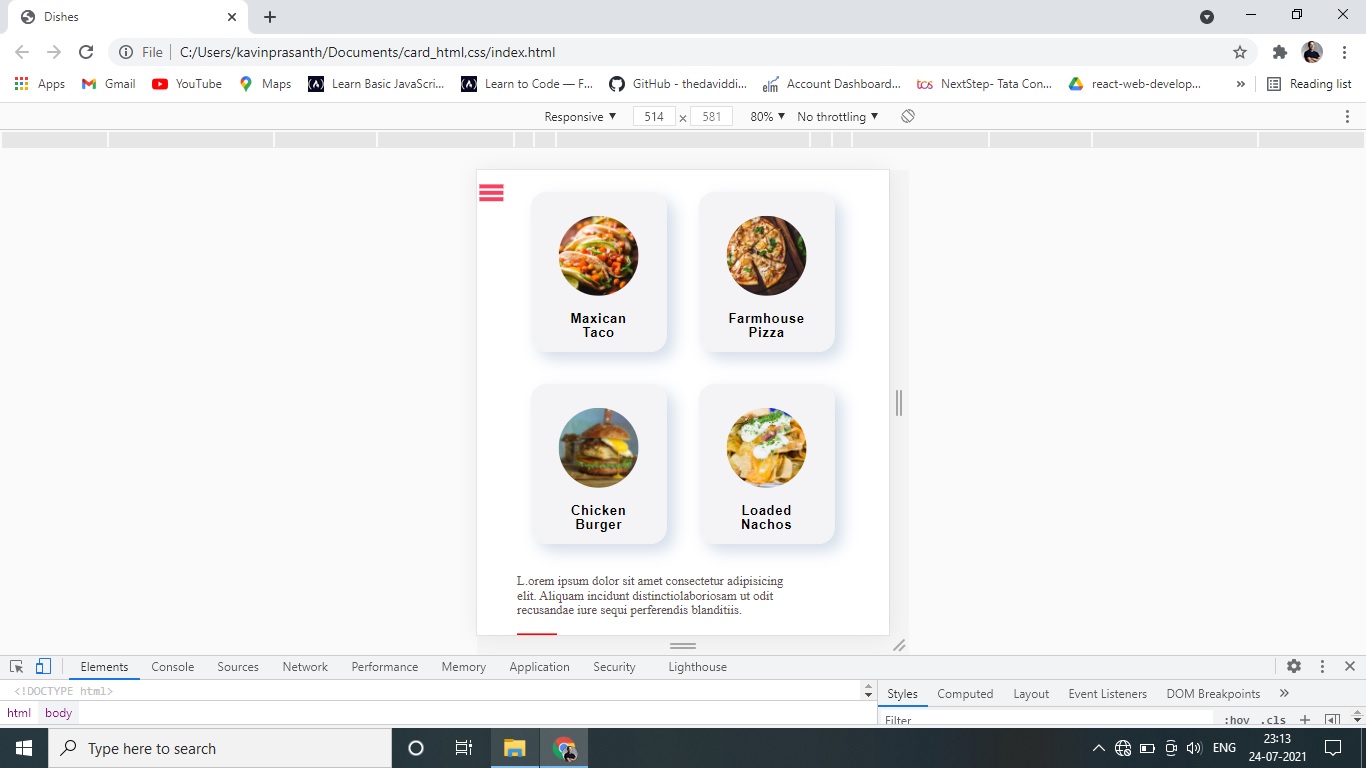 Dishes
File
C:/Users/kavinprasanth/Documents/card_html,css/index.html
Apps
Gmail
YouTube
Maps
Learn Basic JavaScri...
Learn to Code — F...
GitHub - thedaviddi...
elm
Account Dashboard...
tcs
NextStep- Tata Con...
react-web-develop...
»
Reading list
Responsive ▼
514 × 581
80% ▼
No throttling ▼
Maxican
Taco
Farmhouse
Pizza
Chicken
Burger
Loaded
Nachos
L.orem ipsum dolor sit amet consectetur adipisicing
elit. Aliquam incidunt distinctiolaboriosam ut odit
recusandae iure sequi perferendis blanditiis.
Elements Console Sources Network Performance Memory Application Security Lighthouse
<!DOCTYPE html>
html body
Styles Computed Layout Event Listeners DOM Breakpoints »
Filter :hov .cls +
Type here to search
ENG
23:13
24-07-2021